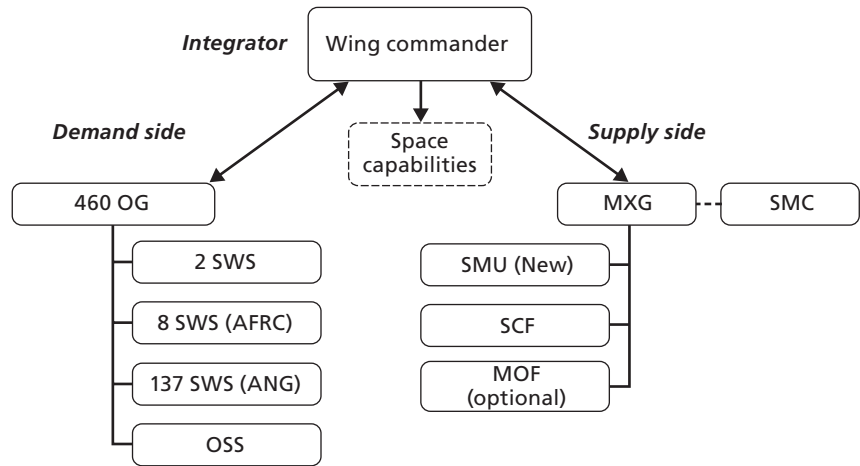 Integrator
Wing commander
Demand side
Space
capabilities
Supply side
460 OG
MXG
SMC
2 SWS
SMU (New)
8 SWS (AFRC)
SCF
137 SWS (ANG)
MOF
(optional)
OSS